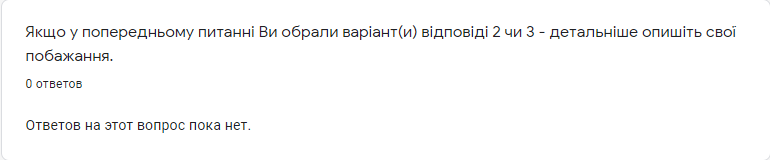 Якщо у попередньому питанні Ви обрали варіант(и) відповіді 2 чи 3 - детальніше опишіть свої
побажання.
0 ответов
Ответов на этот вопрос пока нет.